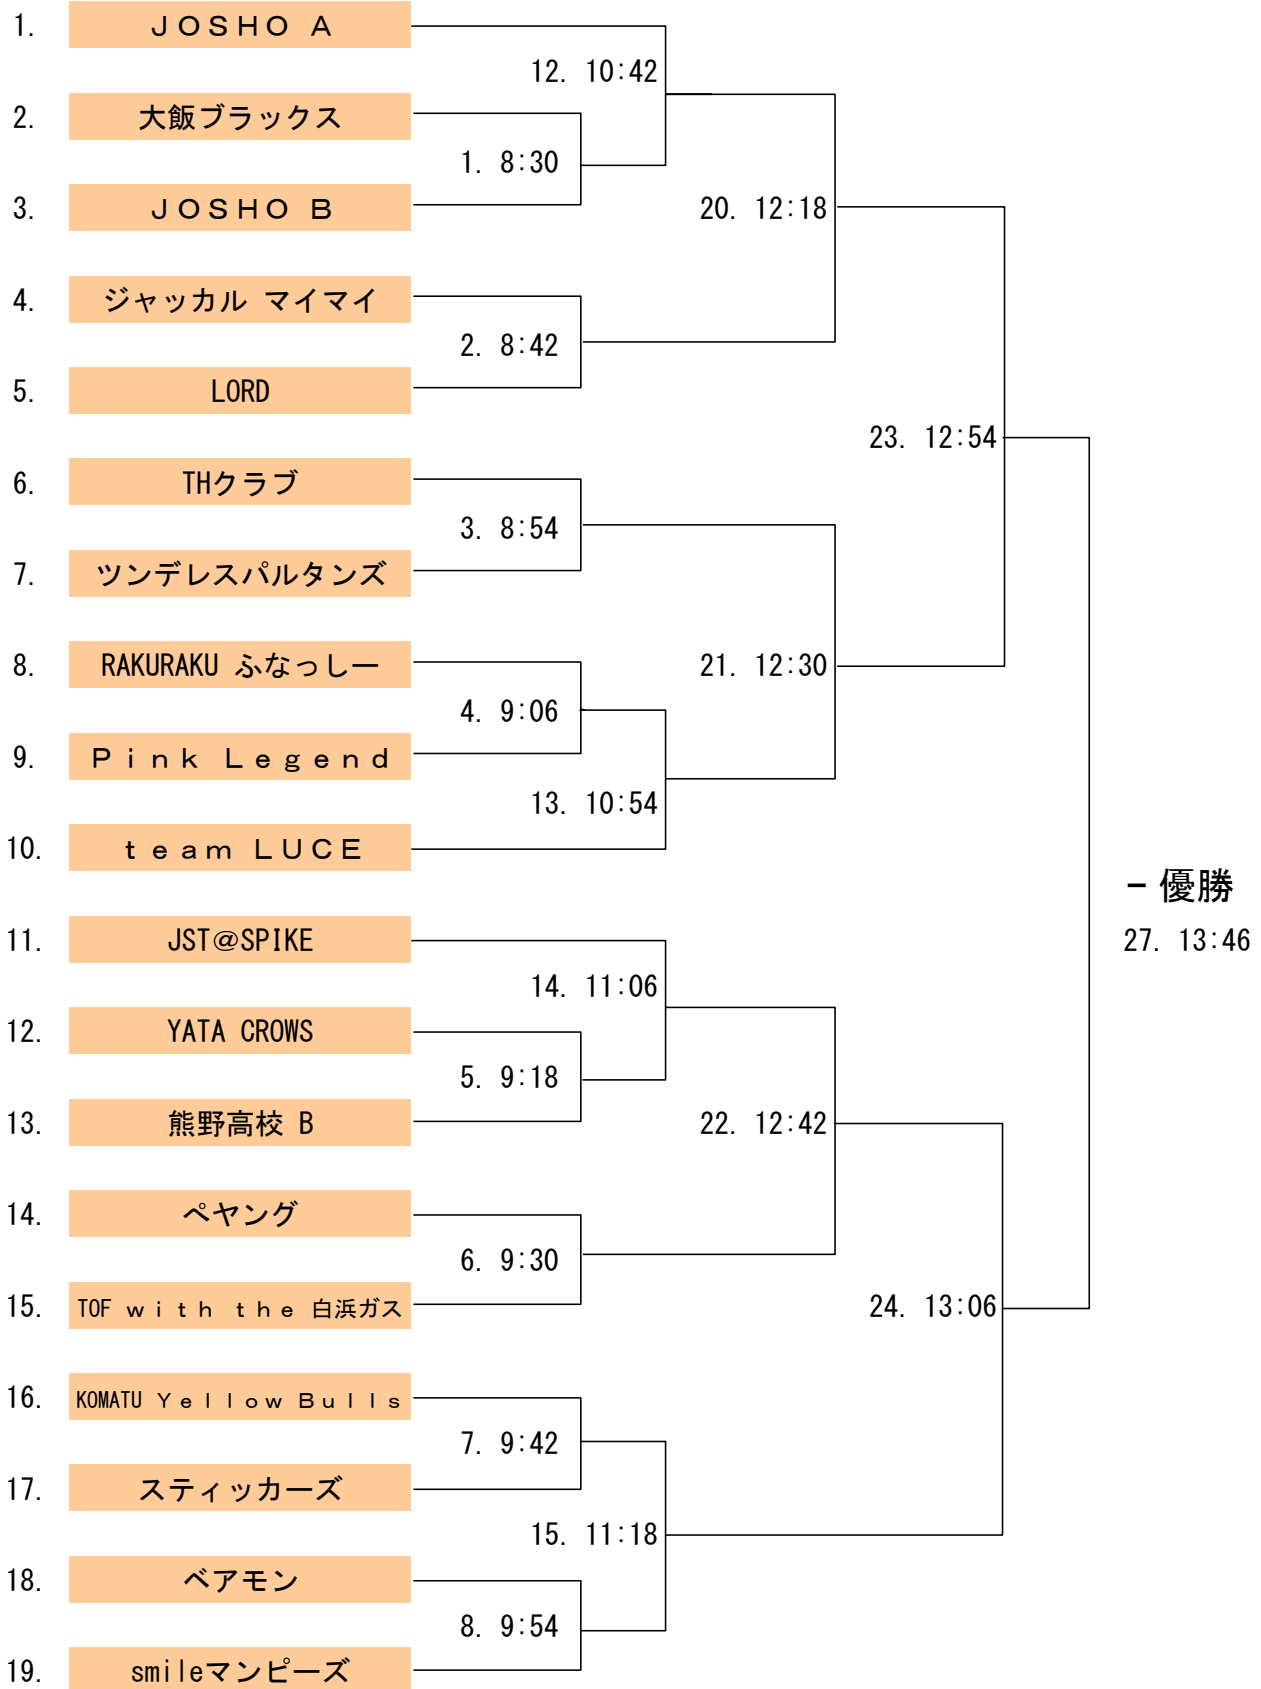 1. ＪＯＳＨＯ Ａ
12. 10:42
2. 大飯ブラックス
1. 8:30
3. ＪＯＳＨＯ Ｂ
20. 12:18
4. ジャッカル マイマイ
2. 8:42
5. LORD
23. 12:54
6. THクラブ
3. 8:54
7. ツンデレスパルタンズ
8. RAKURAKU ふなっしー
21. 12:30
4. 9:06
9. Ｐｉｎｋ Ｌｅｇｅｎｄ
13. 10:54
10. ｔｅａｍ ＬＵＣＥ
－優勝
11. JST＠SPIKE
27. 13:46
14. 11:06
12. YATA CROWS
5. 9:18
13. 熊野高校 B
22. 12:42
14. ペヤング
6. 9:30
15. TOF ｗｉｔｈ ｔｈｅ 白浜ガス
24. 13:06
16. KOMATU Ｙｅｌｌｏｗ Ｂｕｌｌｓ
7. 9:42
17. スティッカーズ
15. 11:18
18. ベアモン
8. 9:54
19. smileマンピーズ